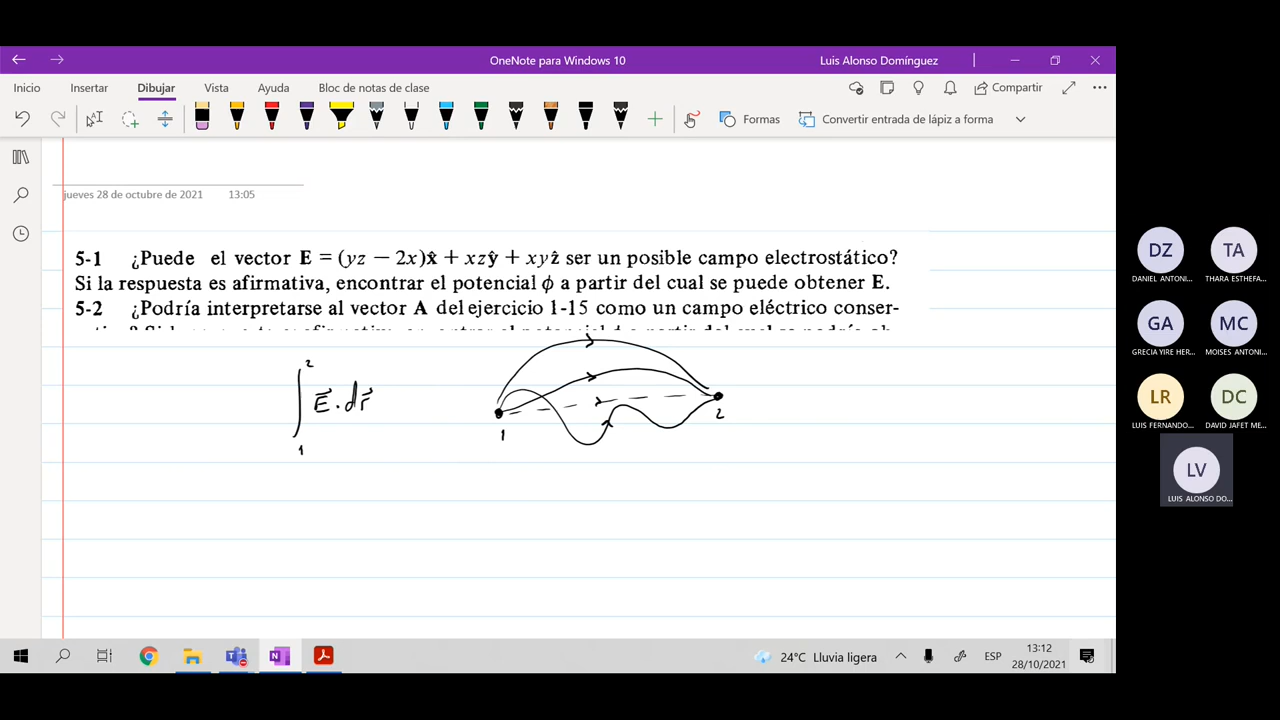 OneNote para Windows 10
Luis Alonso Domínguez
Inicio Insertar Dibujar Vista Ayuda Bloc de notas de clase Compartir
Formas Convertir entrada de lápiz a forma
jueves 28 de octubre de 2021 13:05
5-1 ¿Puede el vector E = (yz − 2x)x̂ + xzŷ + xyẑ ser un posible campo electrostático?
Si la respuesta es afirmativa, encontrar el potencial ϕ a partir del cual se puede obtener E.
5-2 ¿Podría interpretarse al vector A del ejercicio 1-15 como un campo eléctrico conser-
∫₁² E⃗ · dr⃗
1 2
DZ TA
DANIEL ANTONI... THARA ESTHEFA...
GA MC
GRECIA YIRE HER... MOISES ANTONI...
LR DC
LUIS FERNANDO... DAVID JAFET ME...
LV
LUIS ALONSO DO...
24°C Lluvia ligera ESP 13:12
28/10/2021